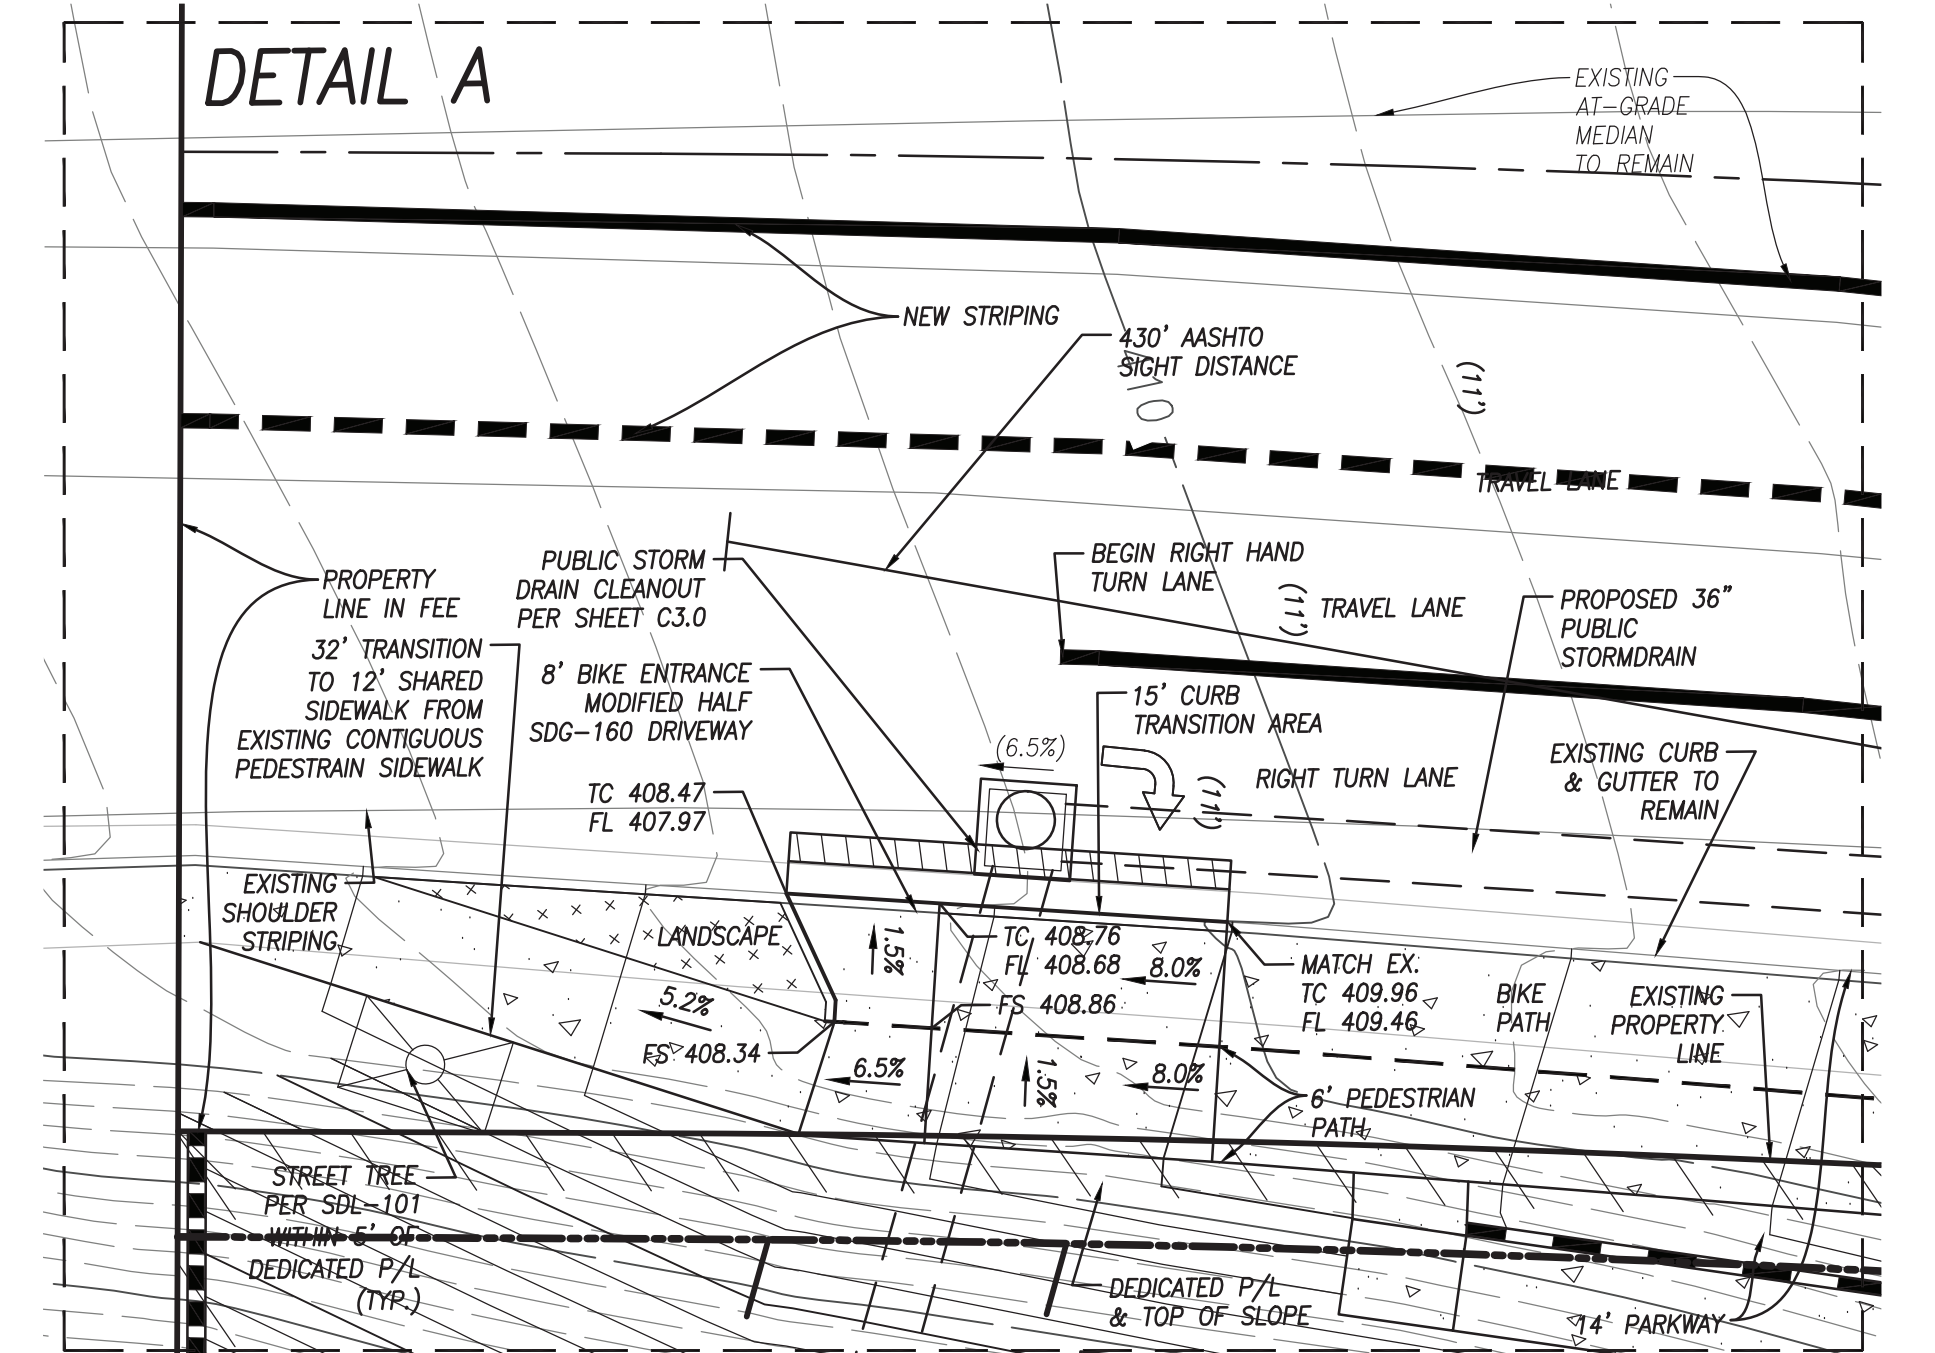 DETAIL A
EXISTING
AT-GRADE
MEDIAN
TO REMAIN
NEW STRIPING
430' AASHTO
SIGHT DISTANCE
410
(11')
TRAVEL LANE
PUBLIC STORM
DRAIN CLEANOUT
PER SHEET C3.0
BEGIN RIGHT HAND
TURN LANE
PROPERTY
LINE IN FEE
(11')
TRAVEL LANE
PROPOSED 36"
PUBLIC
STORMDRAIN
32' TRANSITION
TO 12' SHARED
SIDEWALK FROM
EXISTING CONTIGUOUS
PEDESTRAIN SIDEWALK
8' BIKE ENTRANCE
MODIFIED HALF
SDG-160 DRIVEWAY
15' CURB
TRANSITION AREA
(6.5%)
(11')
RIGHT TURN LANE
EXISTING CURB
& GUTTER TO
REMAIN
TC 408.47
FL 407.97
EXISTING
SHOULDER
STRIPING
LANDSCAPE
1.5%
TC 408.76
FL 408.68
8.0%
MATCH EX.
TC 409.96
FL 409.46
BIKE
PATH
EXISTING
PROPERTY
LINE
5.2%
FS 408.86
FS 408.34
6.5%
1.5%
8.0%
6' PEDESTRIAN
PATH
STREET TREE
PER SDL-101
WITHIN 5' OF
DEDICATED P/L
(TYP.)
DEDICATED P/L
& TOP OF SLOPE
14' PARKWAY